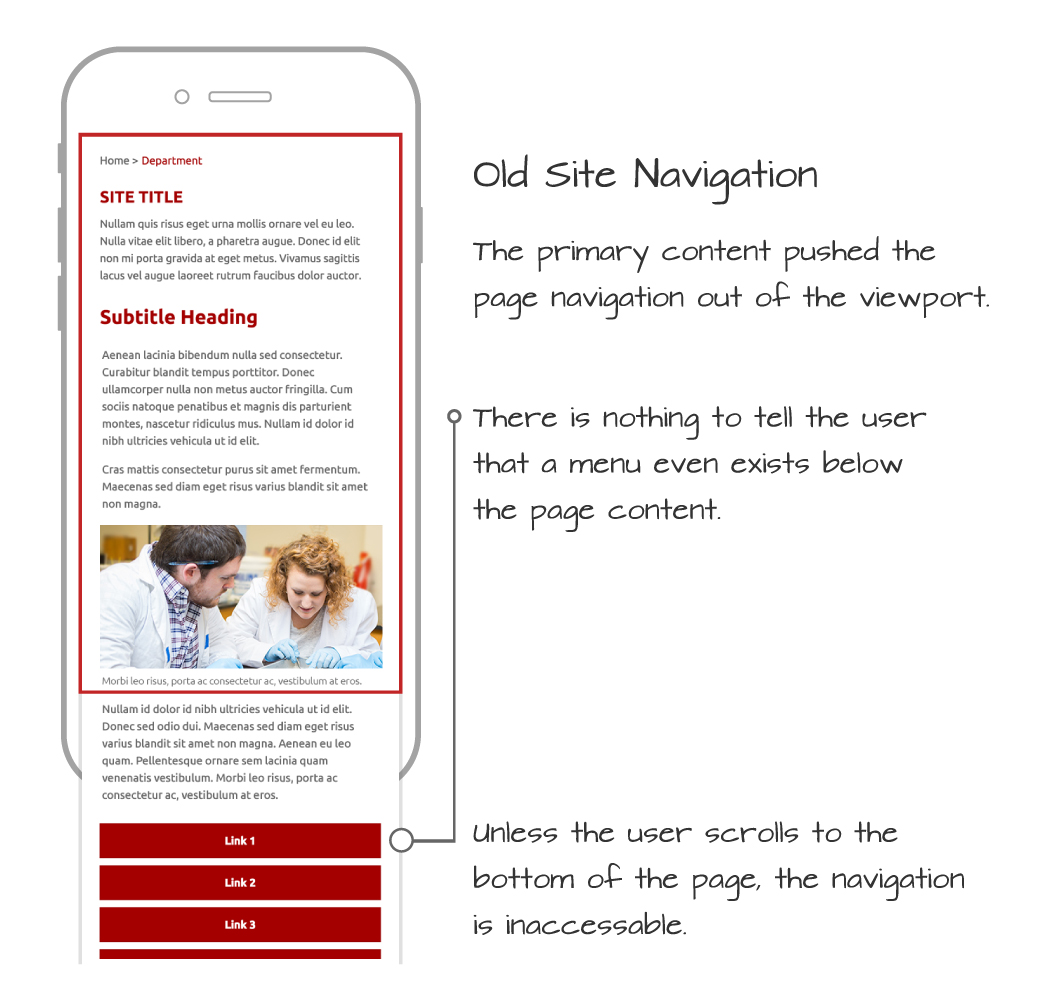 Home > Department
SITE TITLE
Nullam quis risus eget urna mollis ornare vel eu leo.
Nulla vitae elit libero, a pharetra augue. Donec id elit
non mi porta gravida at eget metus. Vivamus sagittis
lacus vel augue laoreet rutrum faucibus dolor auctor.
Subtitle Heading
Aenean lacinia bibendum nulla sed consectetur.
Curabitur blandit tempus porttitor. Donec
ullamcorper nulla non metus auctor fringilla. Cum
sociis natoque penatibus et magnis dis parturient
montes, nascetur ridiculus mus. Nullam id dolor id
nibh ultricies vehicula ut id elit.
Cras mattis consectetur purus sit amet fermentum.
Maecenas sed diam eget risus varius blandit sit amet
non magna.
Morbi leo risus, porta ac consectetur ac, vestibulum at eros.
Nullam id dolor id nibh ultricies vehicula ut id elit.
Donec sed odio dui. Maecenas sed diam eget risus
varius blandit sit amet non magna. Aenean eu leo
quam. Pellentesque ornare sem lacinia quam
venenatis vestibulum. Morbi leo risus, porta ac
consectetur ac, vestibulum at eros.
Link 1
Link 2
Link 3
Old Site Navigation
The primary content pushed the
page navigation out of the viewport.
There is nothing to tell the user
that a menu even exists below
the page content.
Unless the user scrolls to the
bottom of the page, the navigation
is inaccessable.